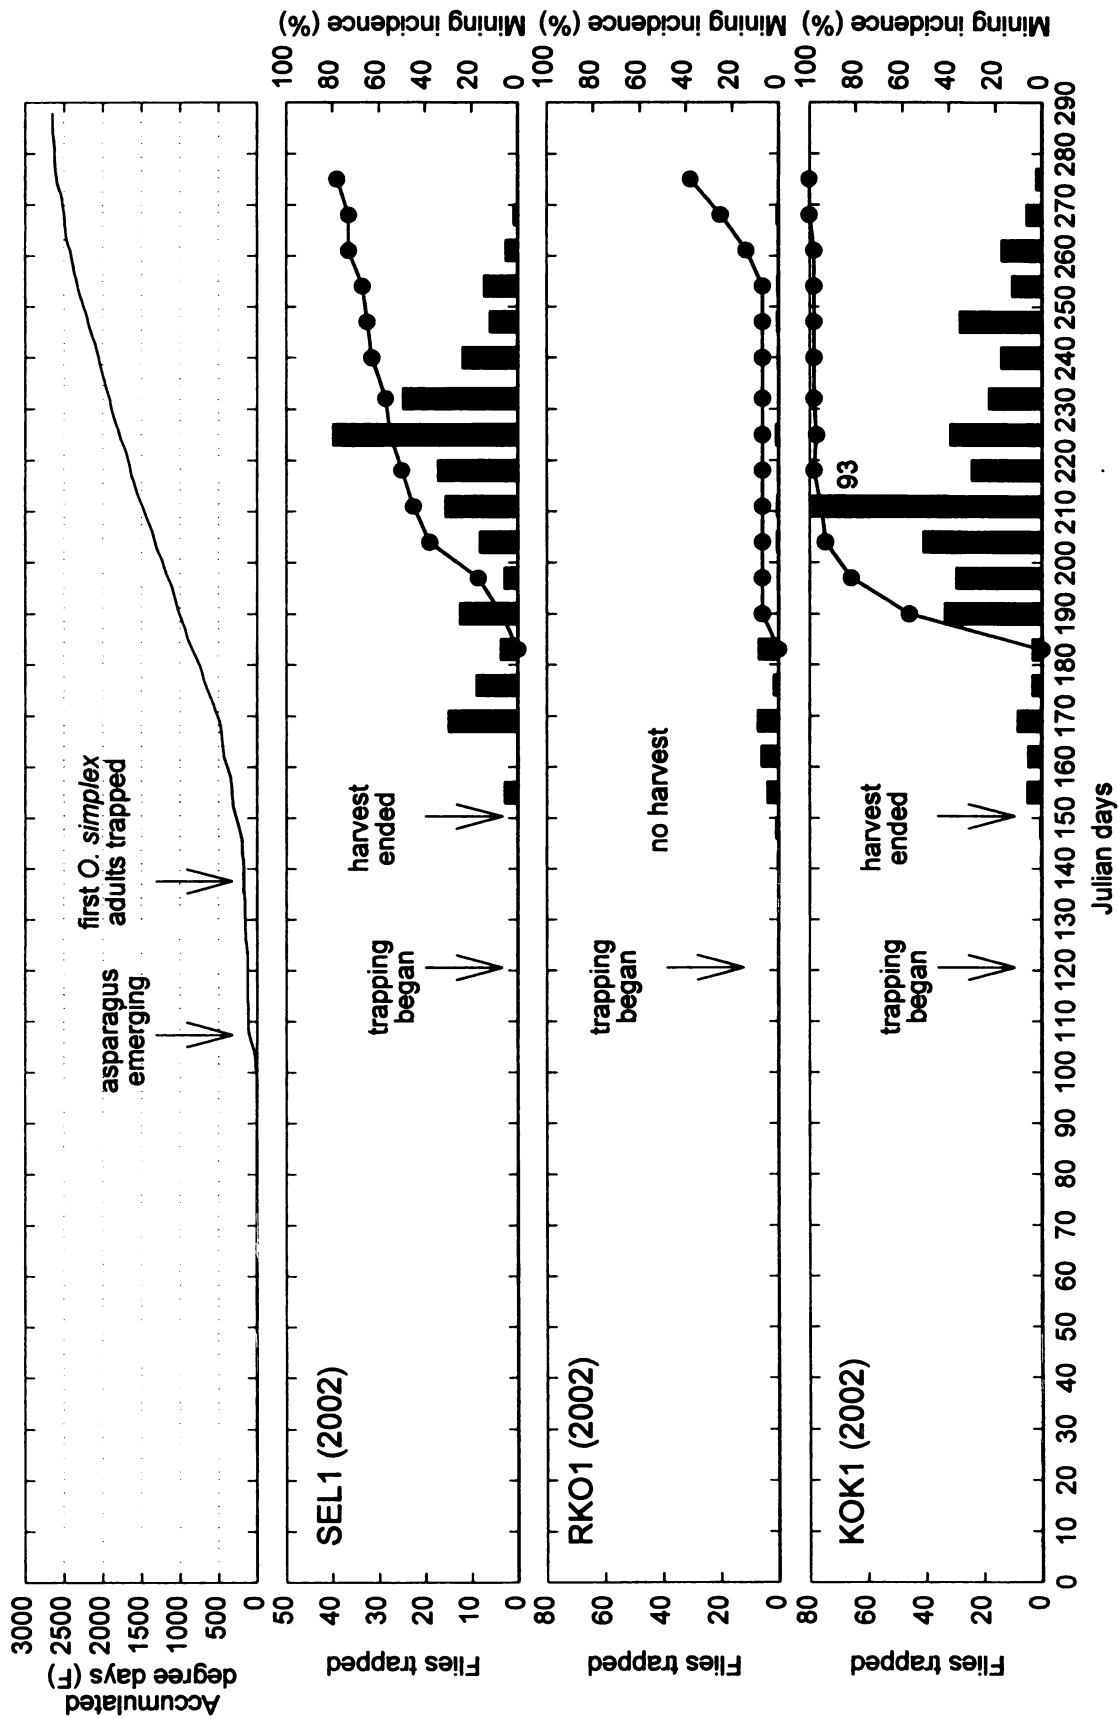 3000
2500
2000
1500
1000
500
0
Accumulated
degree days (F)
asparagus
emerging
first O. simplex
adults trapped
SEL1 (2002)
50
40
30
20
10
0
Flies trapped
trapping
began
harvest
ended
100
80
60
40
20
0
Mining incidence (%)
RKO1 (2002)
80
60
40
20
0
Flies trapped
trapping
began
no harvest
100
80
60
40
20
0
Mining incidence (%)
KOK1 (2002)
80
60
40
20
0
Flies trapped
trapping
began
harvest
ended
93
100
80
60
40
20
0
Mining incidence (%)
0 10 20 30 40 50 60 70 80 90 100 110 120 130 140 150 160 170 180 190 200 210 220 230 240 250 260 270 280 290
Julian days